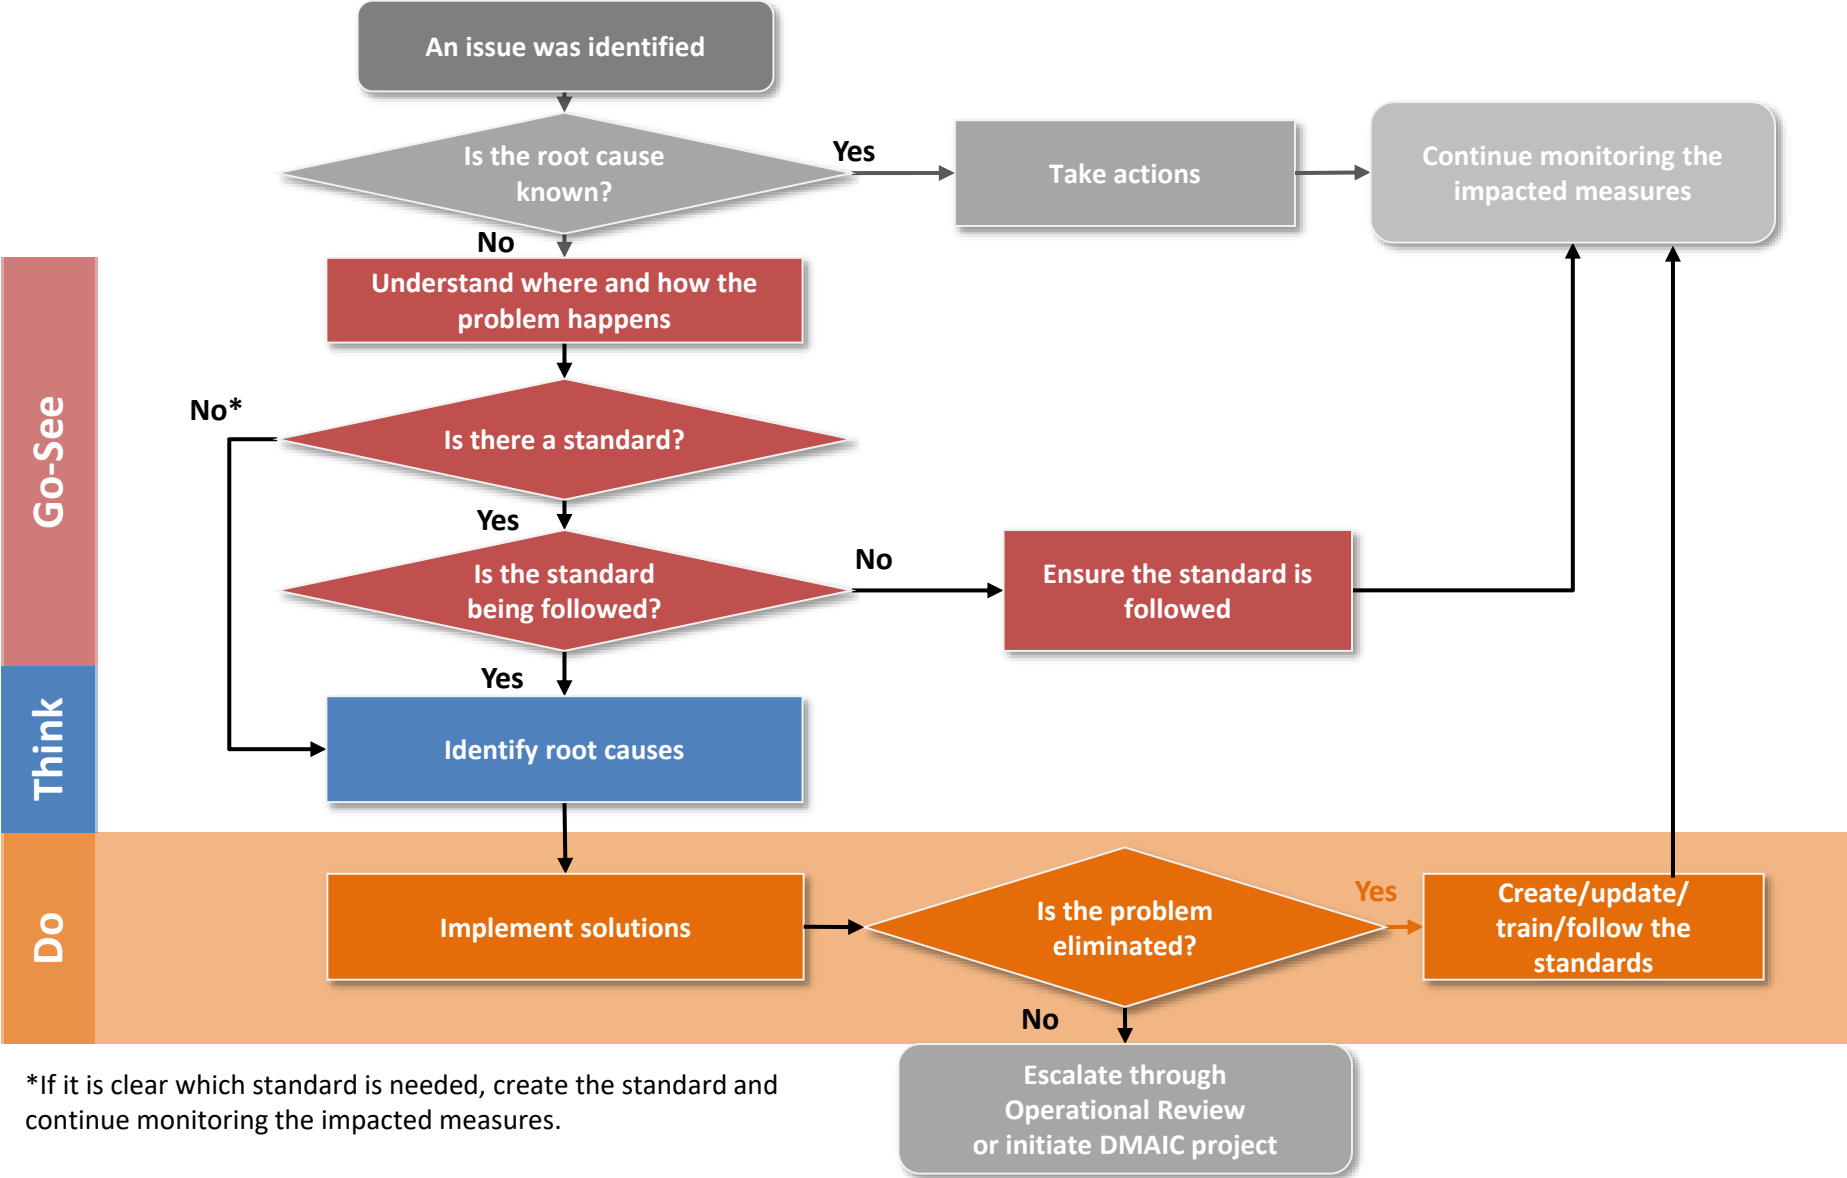 An issue was identified
Is the root cause
known?
Yes
Take actions
Continue monitoring the
impacted measures
No
Understand where and how the
problem happens
Go-See
No*
Is there a standard?
Yes
Is the standard
being followed?
No
Ensure the standard is
followed
Yes
Think
Identify root causes
Do
Implement solutions
Is the problem
eliminated?
Yes
Create/update/
train/follow the
standards
No
Escalate through
Operational Review
or initiate DMAIC project
*If it is clear which standard is needed, create the standard and
continue monitoring the impacted measures.